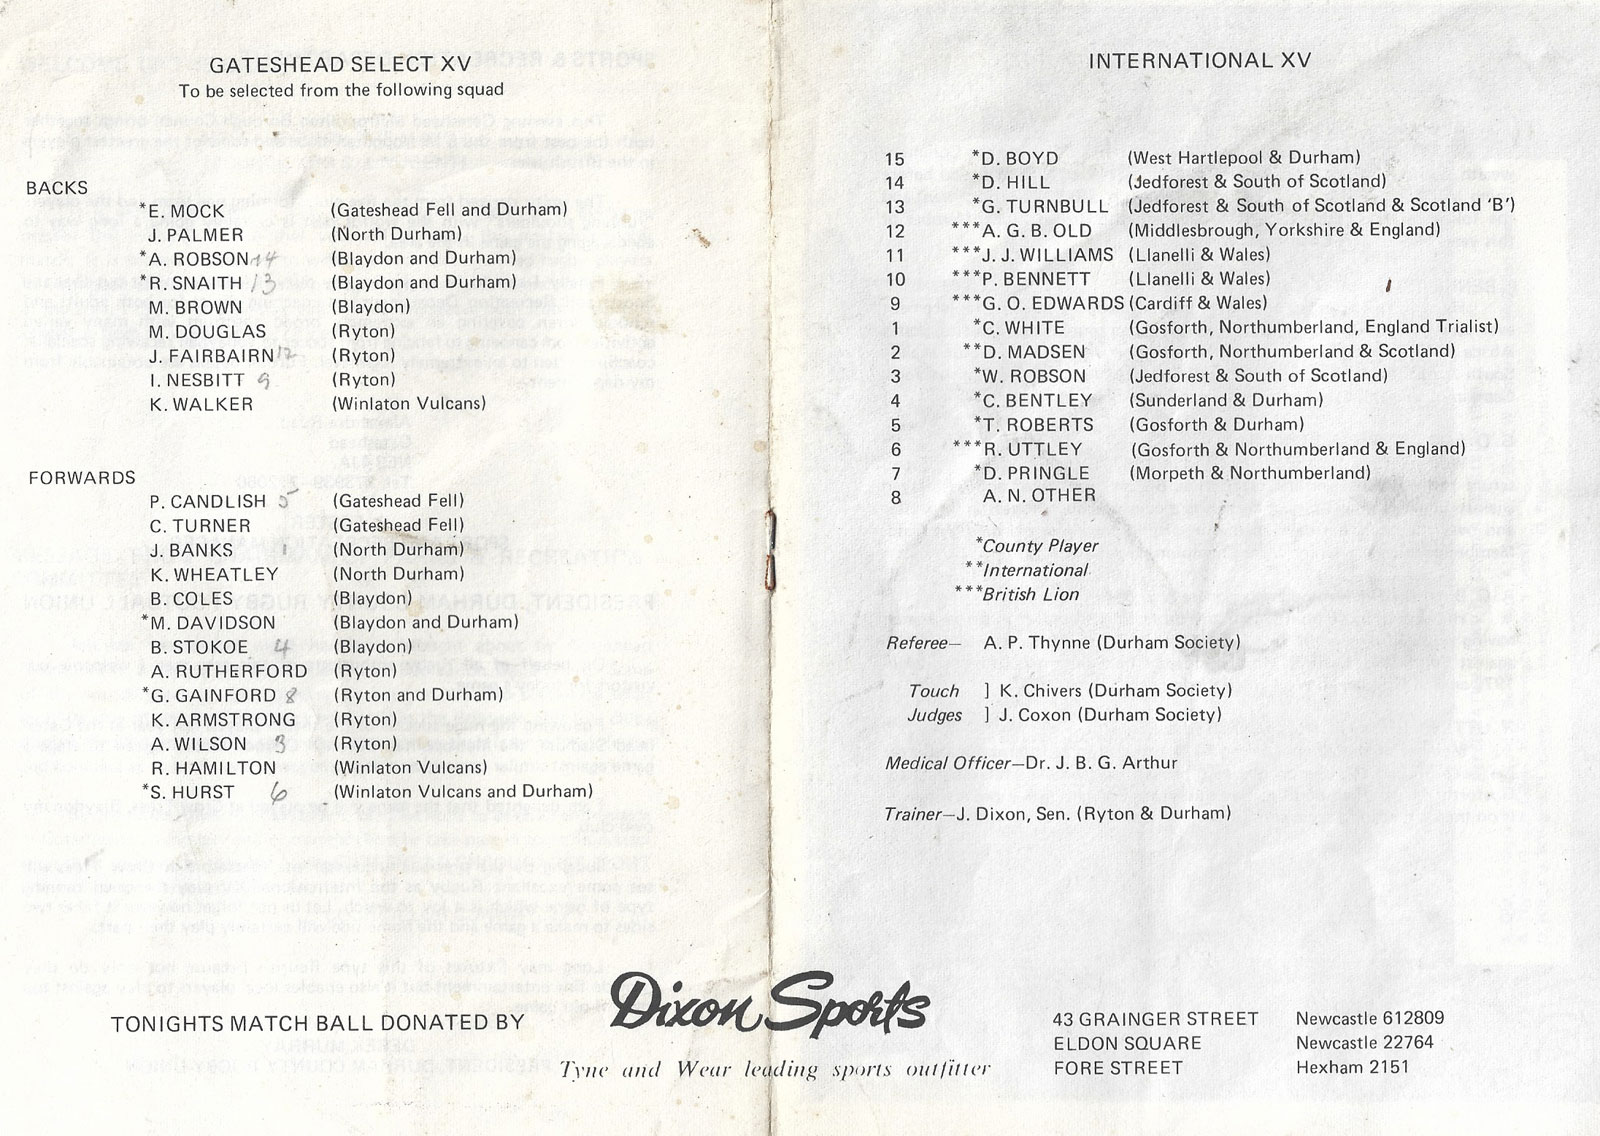 GATESHEAD SELECT XV
To be selected from the following squad
BACKS
*E. MOCK (Gateshead Fell and Durham)
J. PALMER (North Durham)
*A. ROBSON 14 (Blaydon and Durham)
*R. SNAITH 13 (Blaydon and Durham)
M. BROWN (Blaydon)
M. DOUGLAS (Ryton)
J. FAIRBAIRN 12 (Ryton)
I. NESBITT 9 (Ryton)
K. WALKER (Winlaton Vulcans)
FORWARDS
P. CANDLISH 5 (Gateshead Fell)
C. TURNER (Gateshead Fell)
J. BANKS 1 (North Durham)
K. WHEATLEY (North Durham)
B. COLES (Blaydon)
*M. DAVIDSON (Blaydon and Durham)
B. STOKOE 4 (Blaydon)
A. RUTHERFORD (Ryton)
*G. GAINFORD 8 (Ryton and Durham)
K. ARMSTRONG (Ryton)
A. WILSON 3 (Ryton)
R. HAMILTON (Winlaton Vulcans)
*S. HURST 6 (Winlaton Vulcans and Durham)
INTERNATIONAL XV
15 *D. BOYD (West Hartlepool & Durham)
14 *D. HILL (Jedforest & South of Scotland)
13 *G. TURNBULL (Jedforest & South of Scotland & Scotland 'B')
12 ***A. G. B. OLD (Middlesbrough, Yorkshire & England)
11 ***J. J. WILLIAMS (Llanelli & Wales)
10 ***P. BENNETT (Llanelli & Wales)
9 ***G. O. EDWARDS (Cardiff & Wales)
1 *C. WHITE (Gosforth, Northumberland, England Trialist)
2 **D. MADSEN (Gosforth, Northumberland & Scotland)
3 *W. ROBSON (Jedforest & South of Scotland)
4 *C. BENTLEY (Sunderland & Durham)
5 *T. ROBERTS (Gosforth & Durham)
6 ***R. UTTLEY (Gosforth & Northumberland & England)
7 *D. PRINGLE (Morpeth & Northumberland)
8 A. N. OTHER
*County Player
**International
***British Lion
Referee— A. P. Thynne (Durham Society)
Touch ] K. Chivers (Durham Society)
Judges ] J. Coxon (Durham Society)
Medical Officer—Dr. J. B. G. Arthur
Trainer—J. Dixon, Sen. (Ryton & Durham)
TONIGHTS MATCH BALL DONATED BY
Dixon Sports
Tyne and Wear leading sports outfitter
43 GRAINGER STREET Newcastle 612809
ELDON SQUARE Newcastle 22764
FORE STREET Hexham 2151